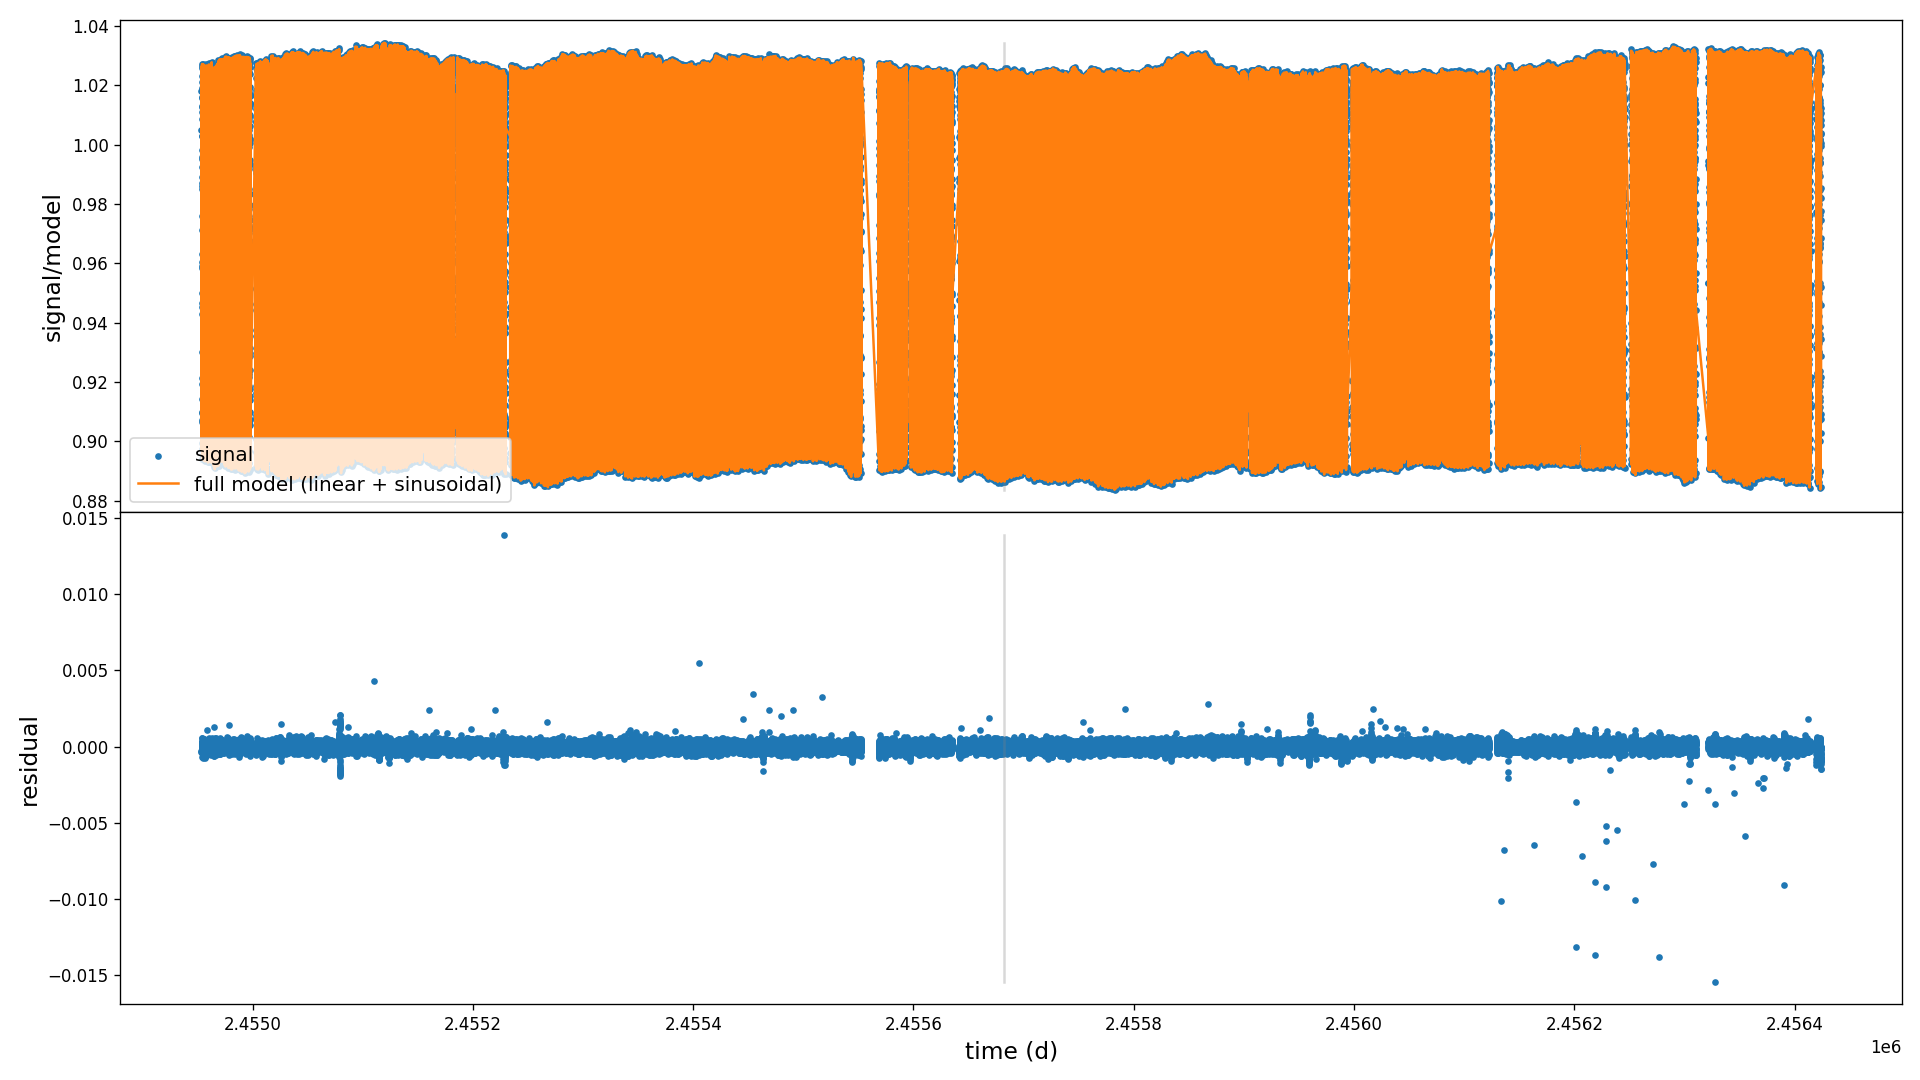 1.04
1.02
1.00
0.98
0.96
0.94
0.92
0.90
0.88
signal/model
signal
full model (linear + sinusoidal)
0.015
0.010
0.005
0.000
−0.005
−0.010
−0.015
residual
2.4550 2.4552 2.4554 2.4556 2.4558 2.4560 2.4562 2.4564
1e6
time (d)